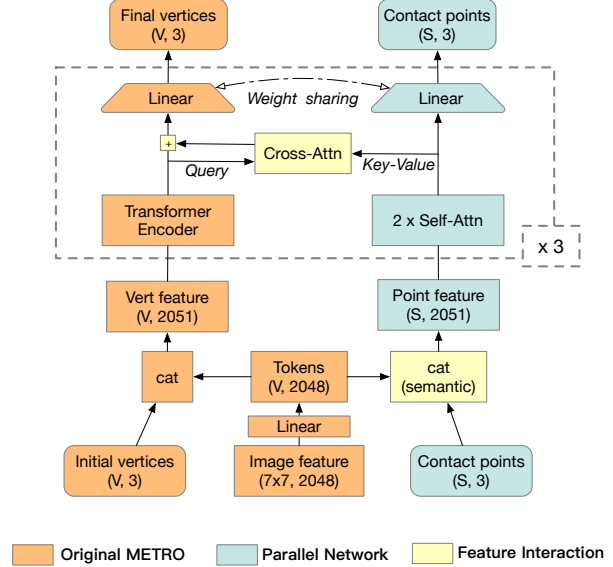 Final vertices
(V, 3)
Contact points
(S, 3)
Linear
Weight sharing
Linear
+
Cross-Attn
Query
Key-Value
Transformer
Encoder
2 x Self-Attn
x 3
Vert feature
(V, 2051)
Point feature
(S, 2051)
cat
Tokens
(V, 2048)
cat
(semantic)
Linear
Initial vertices
(V, 3)
Image feature
(7x7, 2048)
Contact points
(S, 3)
Original METRO
Parallel Network
Feature Interaction